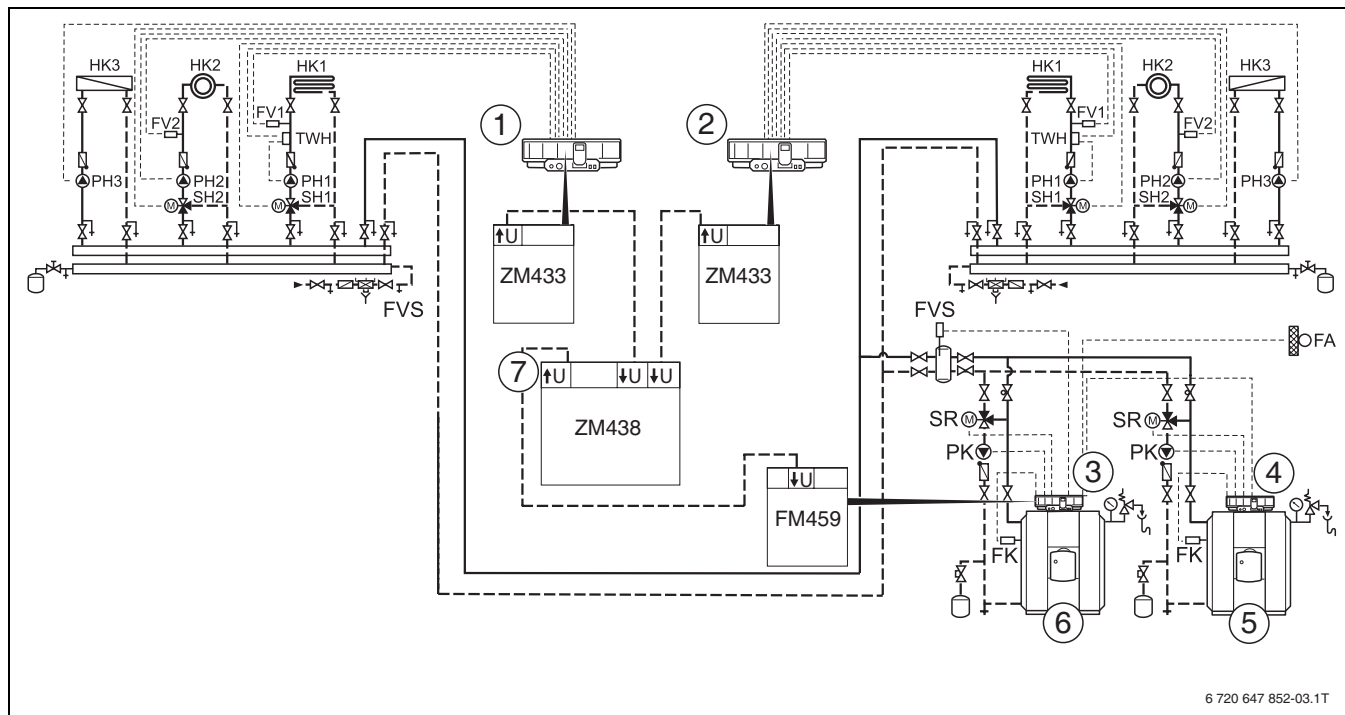 HK3
HK2
HK1
FV2
FV1
TWH
PH3
PH2
SH2
PH1
SH1
M
M
FVS
1
2
HK1
HK2
HK3
FV1
TWH
FV2
PH1
SH1
PH2
SH2
PH3
M
M
↑U
ZM433
↑U
ZM433
7
↑U
↓U
↓U
ZM438
↓U
FM459
FVS
FA
SR
M
PK
3
FK
6
SR
M
PK
4
FK
5
6 720 647 852-03.1T